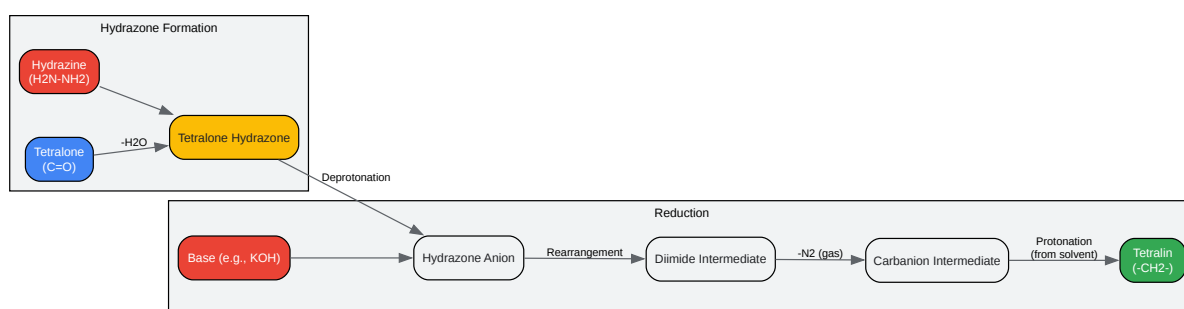 Hydrazone Formation
Hydrazine
(H2N-NH2)
Tetralone
(C=O)
-H2O
Tetralone Hydrazone
Deprotonation
Reduction
Base (e.g., KOH)
Hydrazone Anion
Rearrangement
Diimide Intermediate
-N2 (gas)
Carbanion Intermediate
Protonation
(from solvent)
Tetralin
(-CH2-)